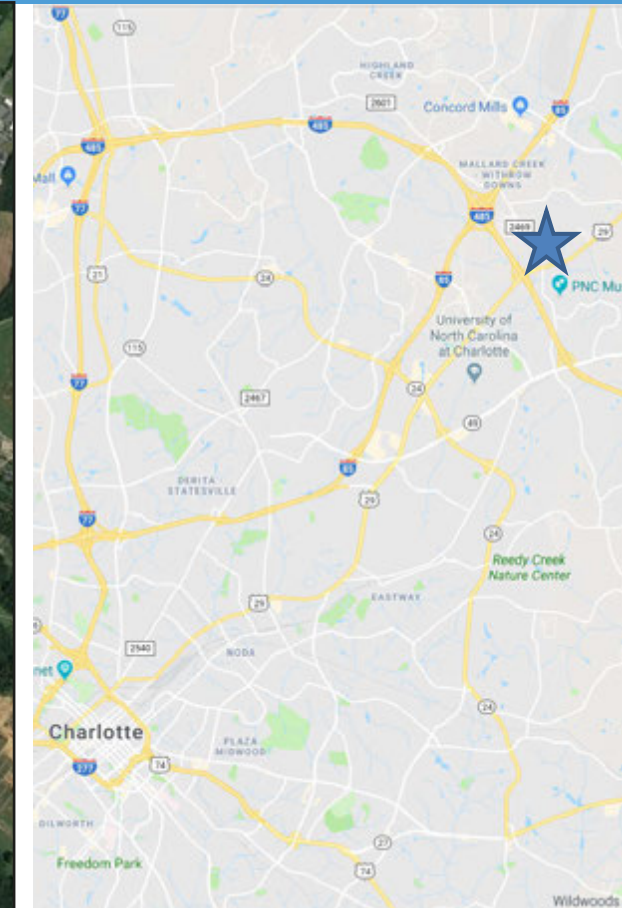 77
115
HIGHLAND
CREEK
2601
Concord Mills
85
485
485
MALLARD CREEK
- WITHROW
DOWNS
Mall
77
485
2469
29
21
24
85
PNC Mu
University of
North Carolina
at Charlotte
115
77
24
2467
49
85
DERITA
STATESVILLE
29
77
24
Reedy Creek
Nature Center
29
EASTWAY
2540
NODA
net
24
Charlotte
PLAZA
MIDWOOD
74
277
DILWORTH
27
Freedom Park
74
Wildwoods